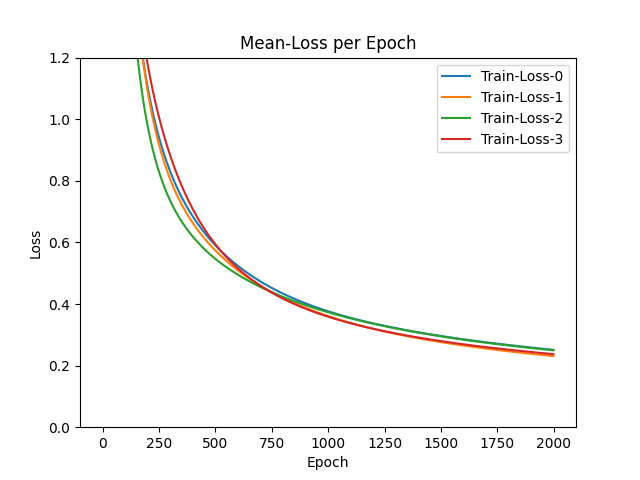 Mean-Loss per Epoch
Train-Loss-0
Train-Loss-1
Train-Loss-2
Train-Loss-3
Loss
1.2
1.0
0.8
0.6
0.4
0.2
0.0
0 250 500 750 1000 1250 1500 1750 2000
Epoch